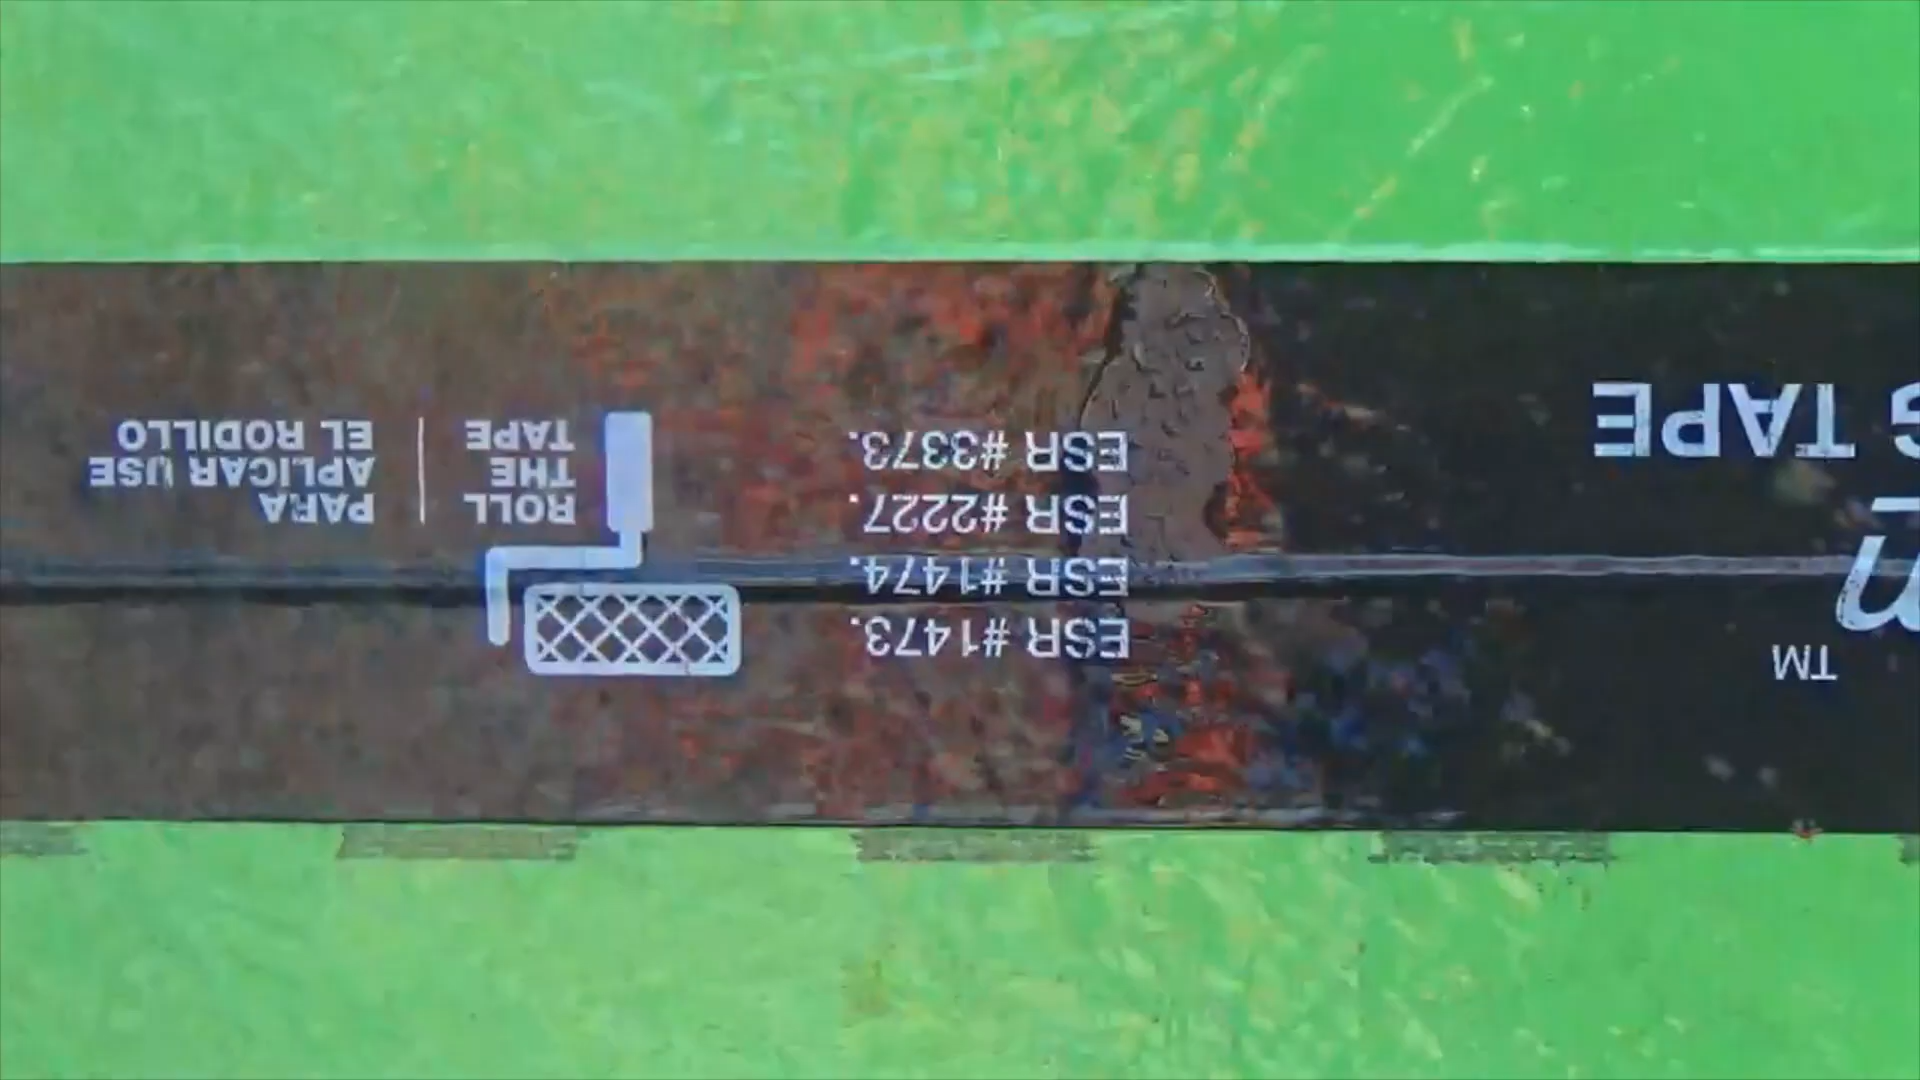 TM
TAPE
ESR #1473.
ESR #1474.
ESR #2227.
ESR #3373.
ROLL
THE
TAPE
PARA
APLICAR USE
EL RODILLO